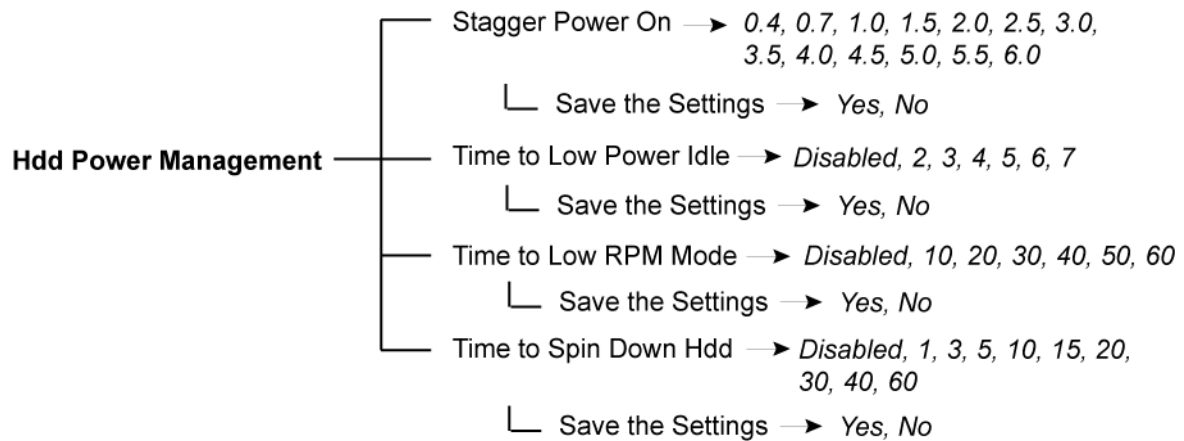 Stagger Power On 0.4, 0.7, 1.0, 1.5, 2.0, 2.5, 3.0,
3.5, 4.0, 4.5, 5.0, 5.5, 6.0
Save the Settings Yes, No
Hdd Power Management
Time to Low Power Idle Disabled, 2, 3, 4, 5, 6, 7
Save the Settings Yes, No
Time to Low RPM Mode Disabled, 10, 20, 30, 40, 50, 60
Save the Settings Yes, No
Time to Spin Down Hdd Disabled, 1, 3, 5, 10, 15, 20,
30, 40, 60
Save the Settings Yes, No